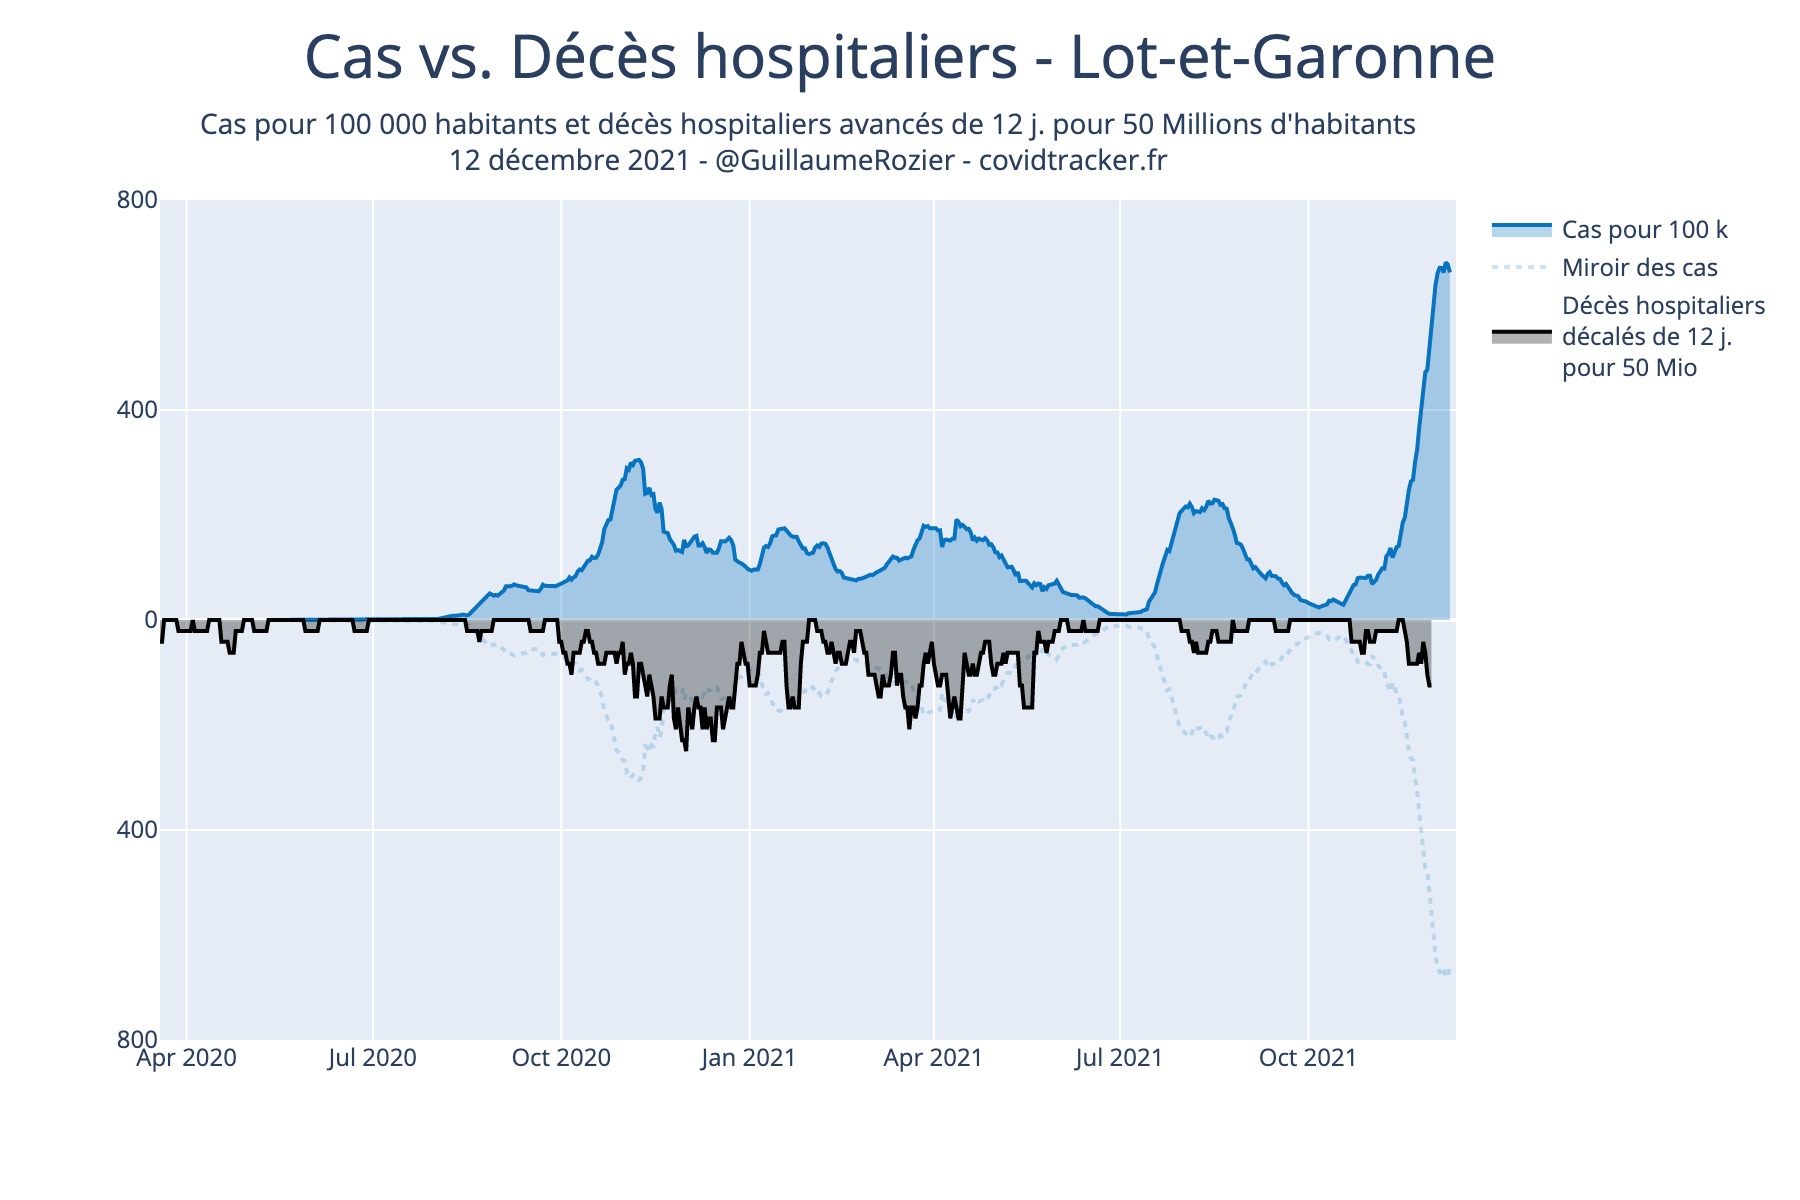 Cas vs. Décès hospitaliers - Lot-et-Garonne
Cas pour 100 000 habitants et décès hospitaliers avancés de 12 j. pour 50 Millions d'habitants
12 décembre 2021 - @GuillaumeRozier - covidtracker.fr
800
400
0
400
800
Apr 2020
Jul 2020
Oct 2020
Jan 2021
Apr 2021
Jul 2021
Oct 2021
Cas pour 100 k
Miroir des cas
Décès hospitaliers
décalés de 12 j.
pour 50 Mio